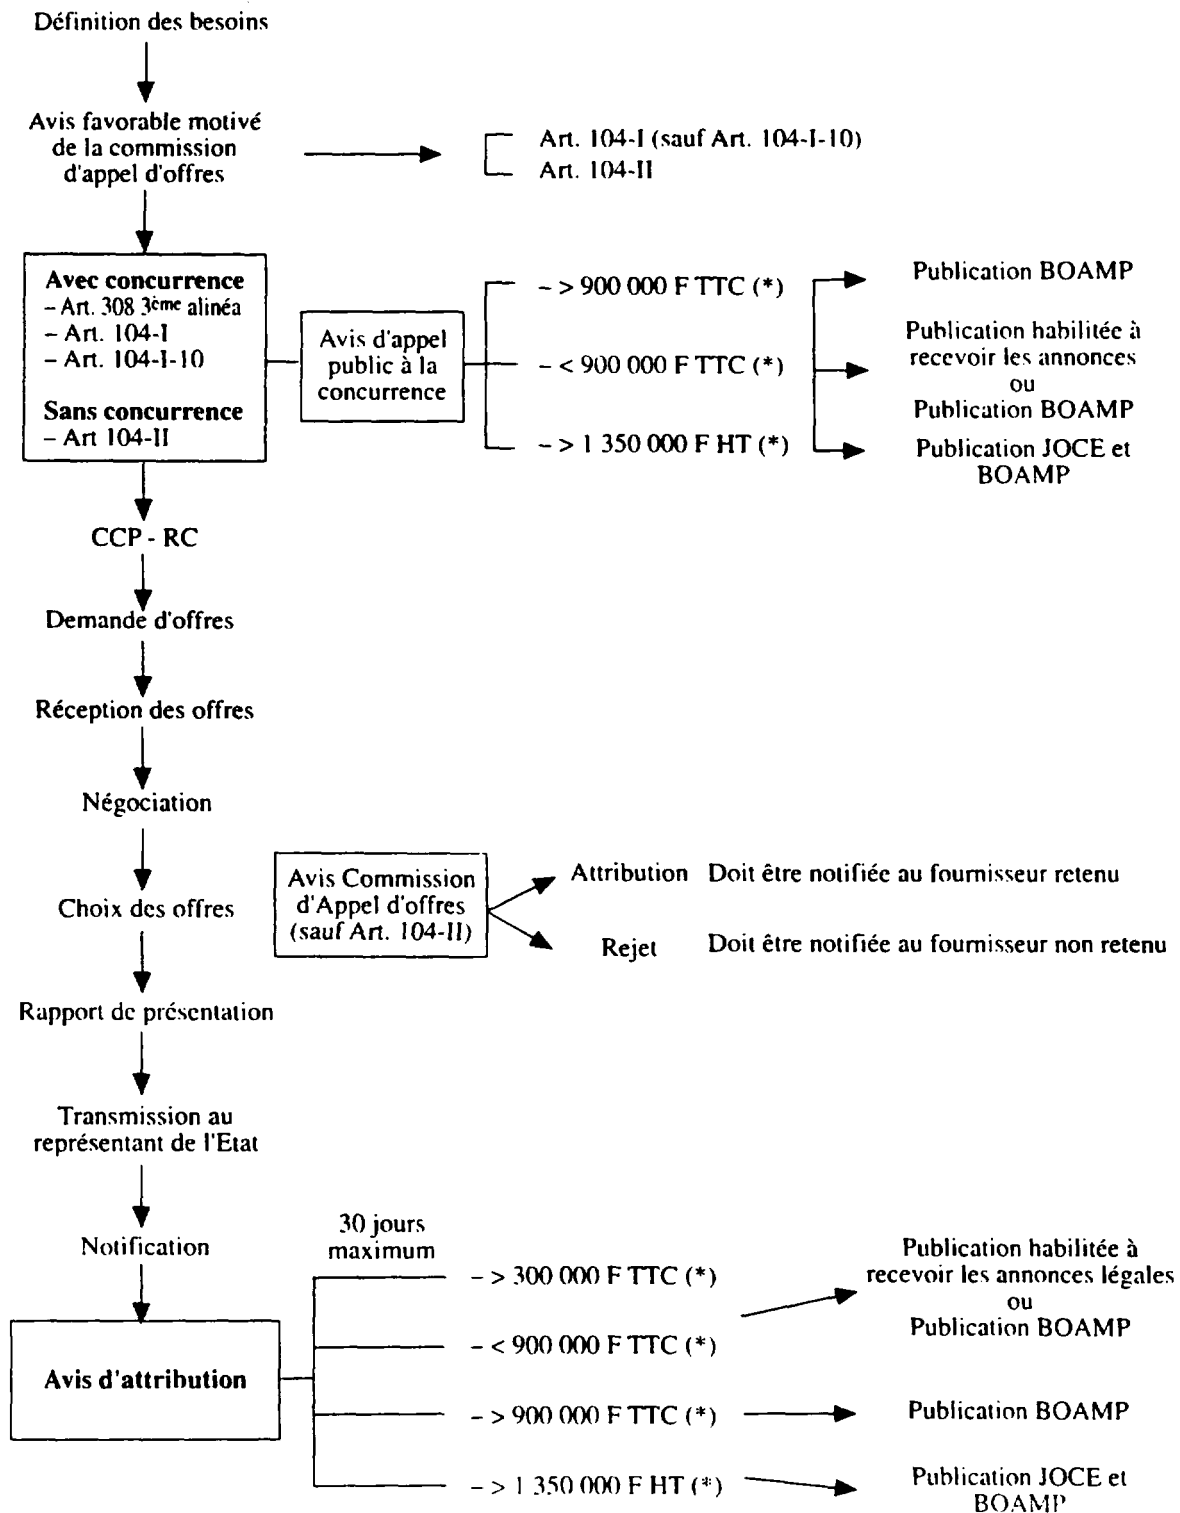 Définition des besoins
Avis favorable motivé
de la commission
d'appel d'offres
Art. 104-I (sauf Art. 104-I-10)
Art. 104-II
Avec concurrence
– Art. 308 3ème alinéa
– Art. 104-I
– Art. 104-I-10
Sans concurrence
– Art 104-II
Avis d'appel
public à la
concurrence
– > 900 000 F TTC (*)
– < 900 000 F TTC (*)
– > 1 350 000 F HT (*)
Publication BOAMP
Publication habilitée à
recevoir les annonces
ou
Publication BOAMP
Publication JOCE et
BOAMP
CCP - RC
Demande d'offres
Réception des offres
Négociation
Choix des offres
Avis Commission
d'Appel d'offres
(sauf Art. 104-II)
Attribution Doit être notifiée au fournisseur retenu
Rejet Doit être notifiée au fournisseur non retenu
Rapport de présentation
Transmission au
représentant de l'Etat
Notification
Avis d'attribution
30 jours
maximum
– > 300 000 F TTC (*)
– < 900 000 F TTC (*)
– > 900 000 F TTC (*)
– > 1 350 000 F HT (*)
Publication habilitée à
recevoir les annonces légales
ou
Publication BOAMP
Publication BOAMP
Publication JOCE et
BOAMP